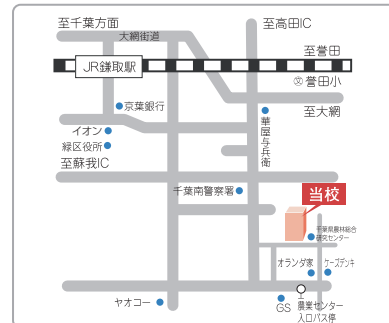 至千葉方面
大網街道
至高田IC
至誉田
JR鎌取駅
文 誉田小
京葉銀行
至大網
華屋与兵衛
イオン
緑区役所
至蘇我IC
千葉南警察署
当校
千葉県農林総合
研究センター
オランダ家
ケーズデンキ
ヤオコー
GS
農業センター
入口バス停